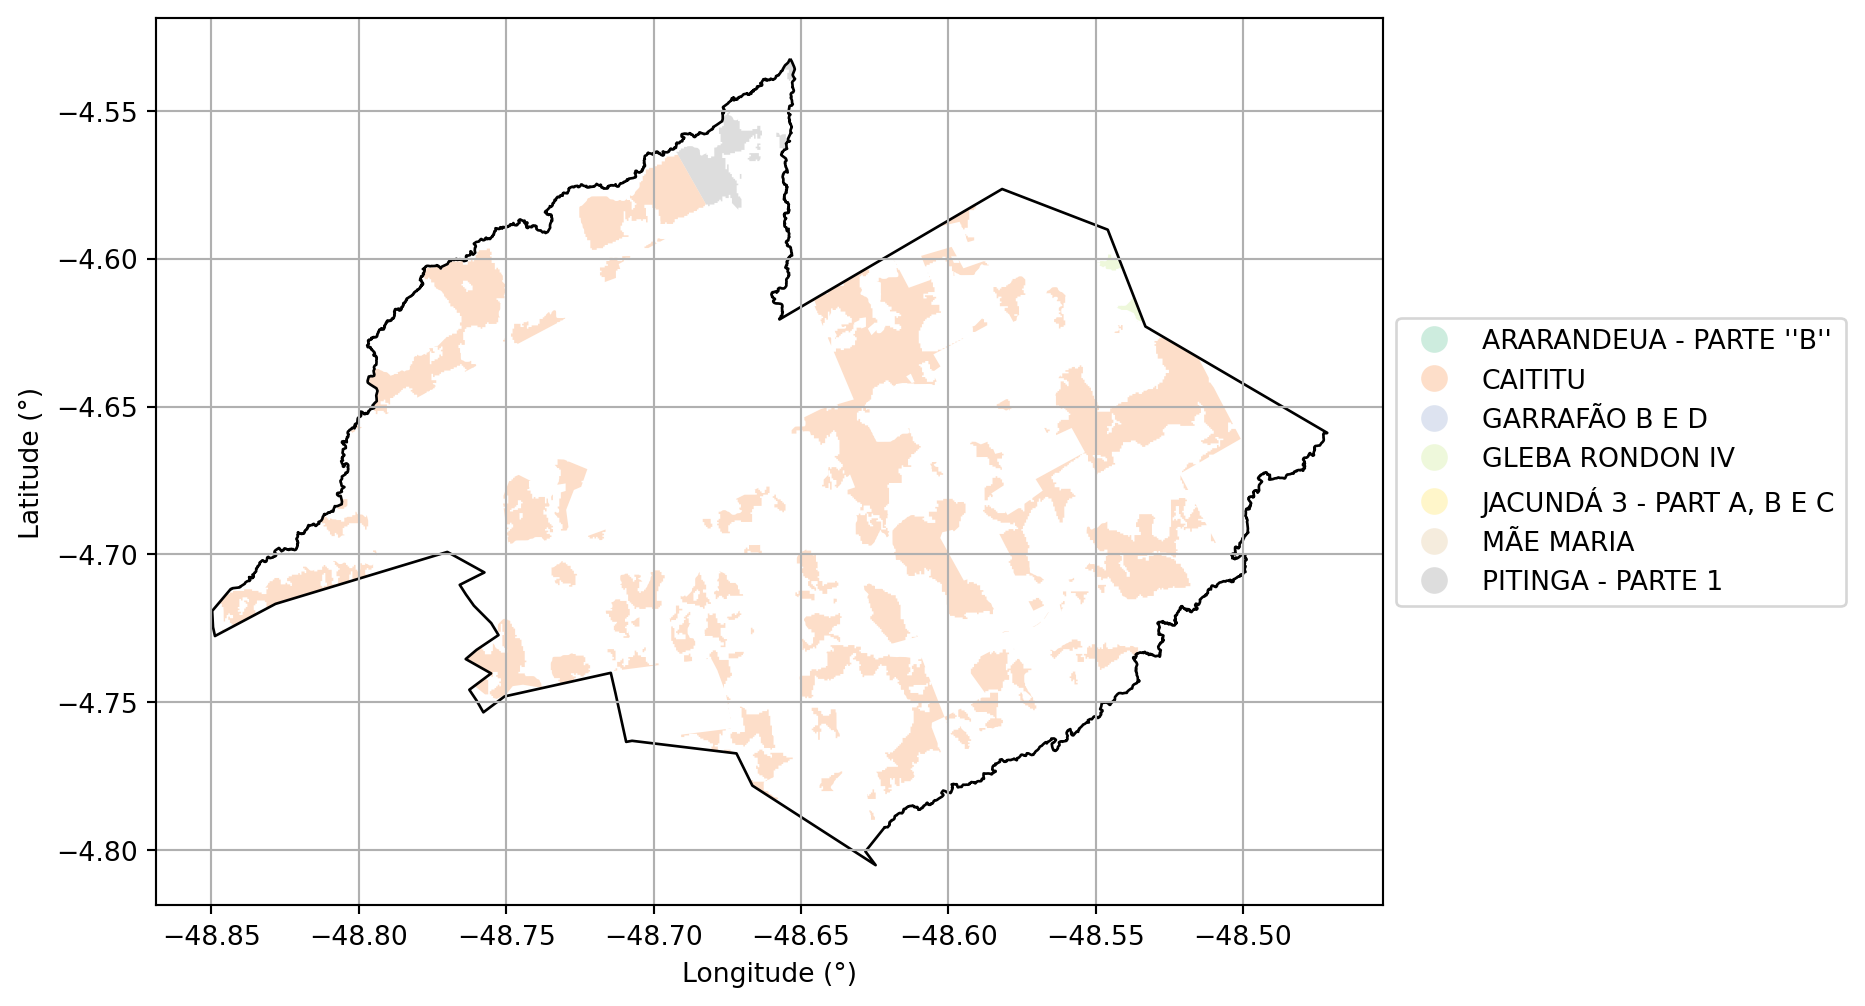 −4.55
−4.60
−4.65
−4.70
−4.75
−4.80
Latitude (°)
−48.85
−48.80
−48.75
−48.70
−48.65
−48.60
−48.55
−48.50
Longitude (°)
ARARANDEUA - PARTE ''B''
CAITITU
GARRAFÃO B E D
GLEBA RONDON IV
JACUNDÁ 3 - PART A, B E C
MÃE MARIA
PITINGA - PARTE 1